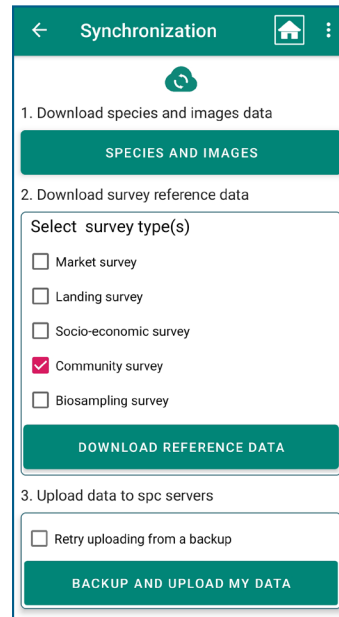 Synchronization
1. Download species and images data
SPECIES AND IMAGES
2. Download survey reference data
Select survey type(s)
Market survey
Landing survey
Socio-economic survey
Community survey
Biosampling survey
DOWNLOAD REFERENCE DATA
3. Upload data to spc servers
Retry uploading from a backup
BACKUP AND UPLOAD MY DATA